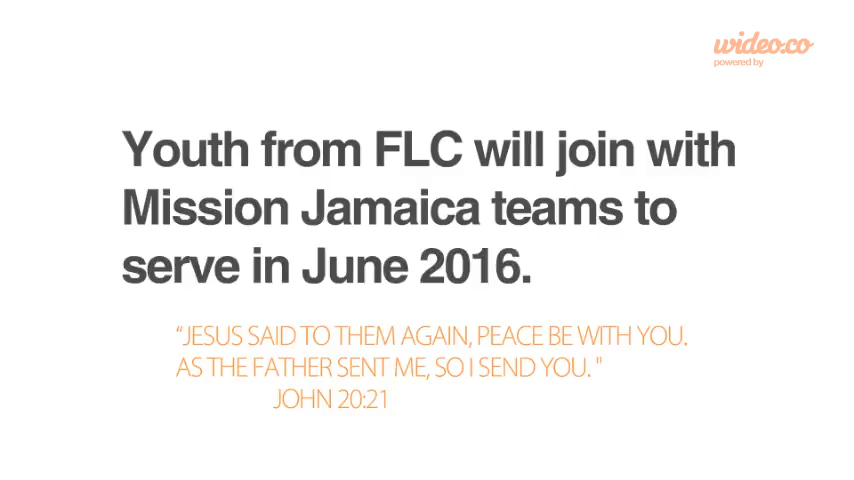 wideo.co
powered by
Youth from FLC will join with
Mission Jamaica teams to
serve in June 2016.
“JESUS SAID TO THEM AGAIN, PEACE BE WITH YOU.
AS THE FATHER SENT ME, SO I SEND YOU. "
JOHN 20:21